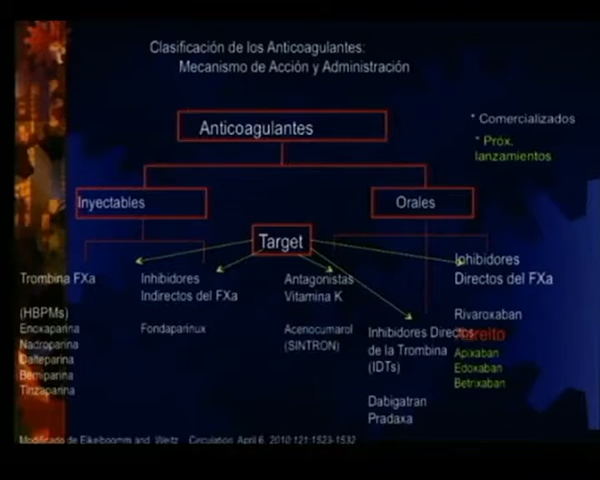 Clasificación de los Anticoagulantes:
Mecanismo de Acción y Administración
Anticoagulantes
* Comercializados
* Próx.
lanzamientos
Inyectables
Orales
Target
Trombina FXa
(HBPMs)
Enoxaparina
Nadroparina
Dalteparina
Bemiparina
Tinzaparina
Inhibidores
Indirectos del FXa
Fondaparinux
Antagonistas
Vitamina K
Acenocumarol
(SINTRON)
Inhibidores Directos
de la Trombina
(IDTs)
Dabigatran
Pradaxa
Inhibidores
Directos del FXa
Rivaroxaban
Xarelto
Apixaban
Edoxaban
Betrixaban
Modificado de Eikelboomm and Weitz Circulation. April 6, 2010;121:1523-1532